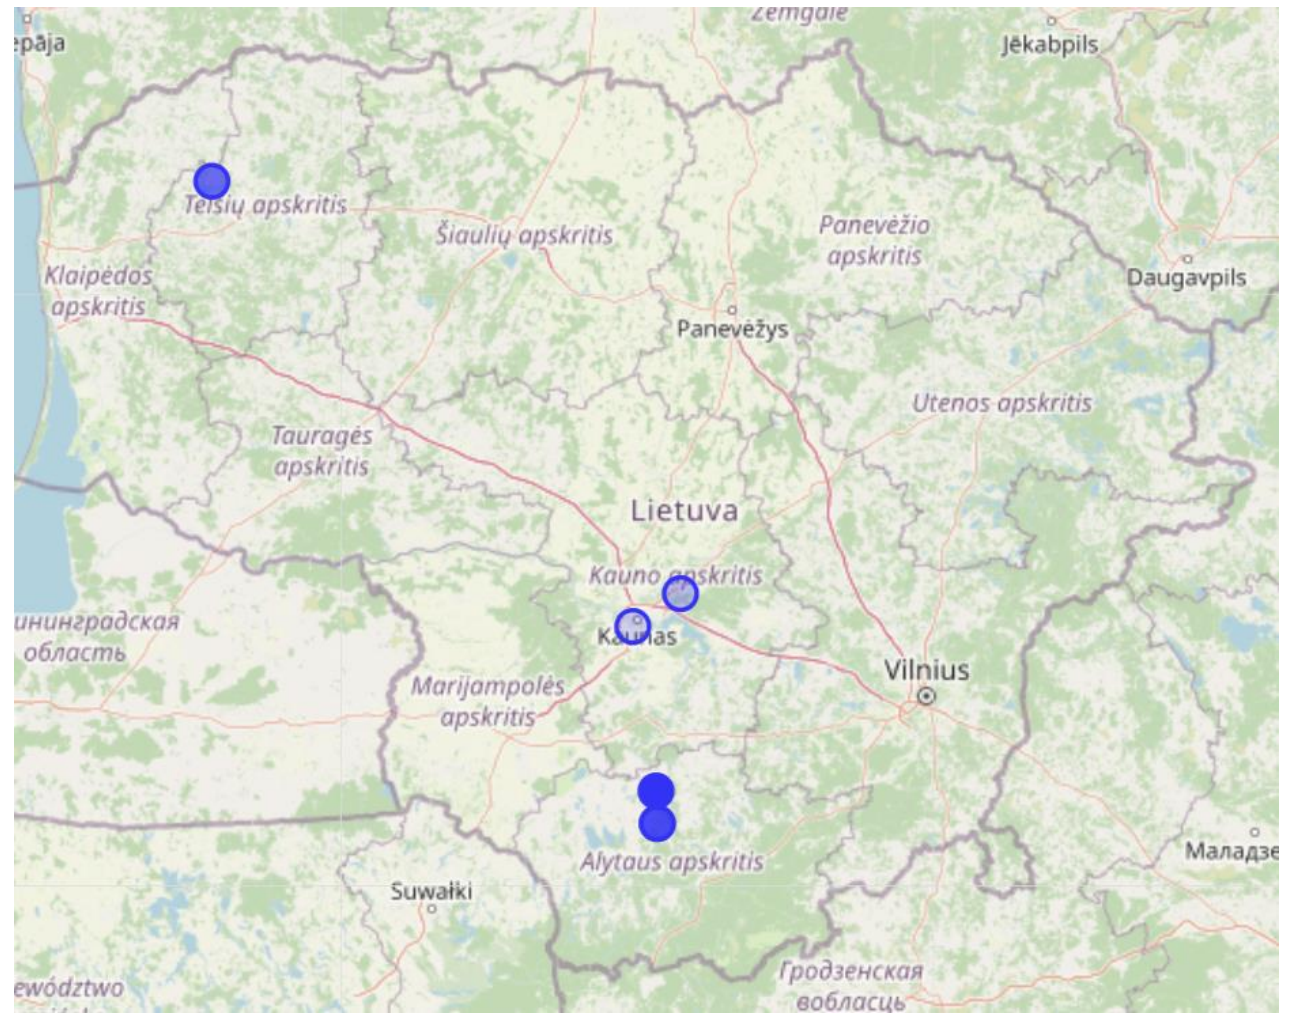 Zemgale
Jēkabpils
epāja
Telšių apskritis
Šiaulių apskritis
Panevėžio
apskritis
Klaipėdos
apskritis
Daugavpils
Panevėžys
Utenos apskritis
Tauragės
apskritis
Lietuva
Kauno apskritis
Kaunas
ининградская
область
Vilnius
Marijampolės
apskritis
Alytaus apskritis
Маладзе
Suwałki
Гродзенская
вобласць
ewództwo